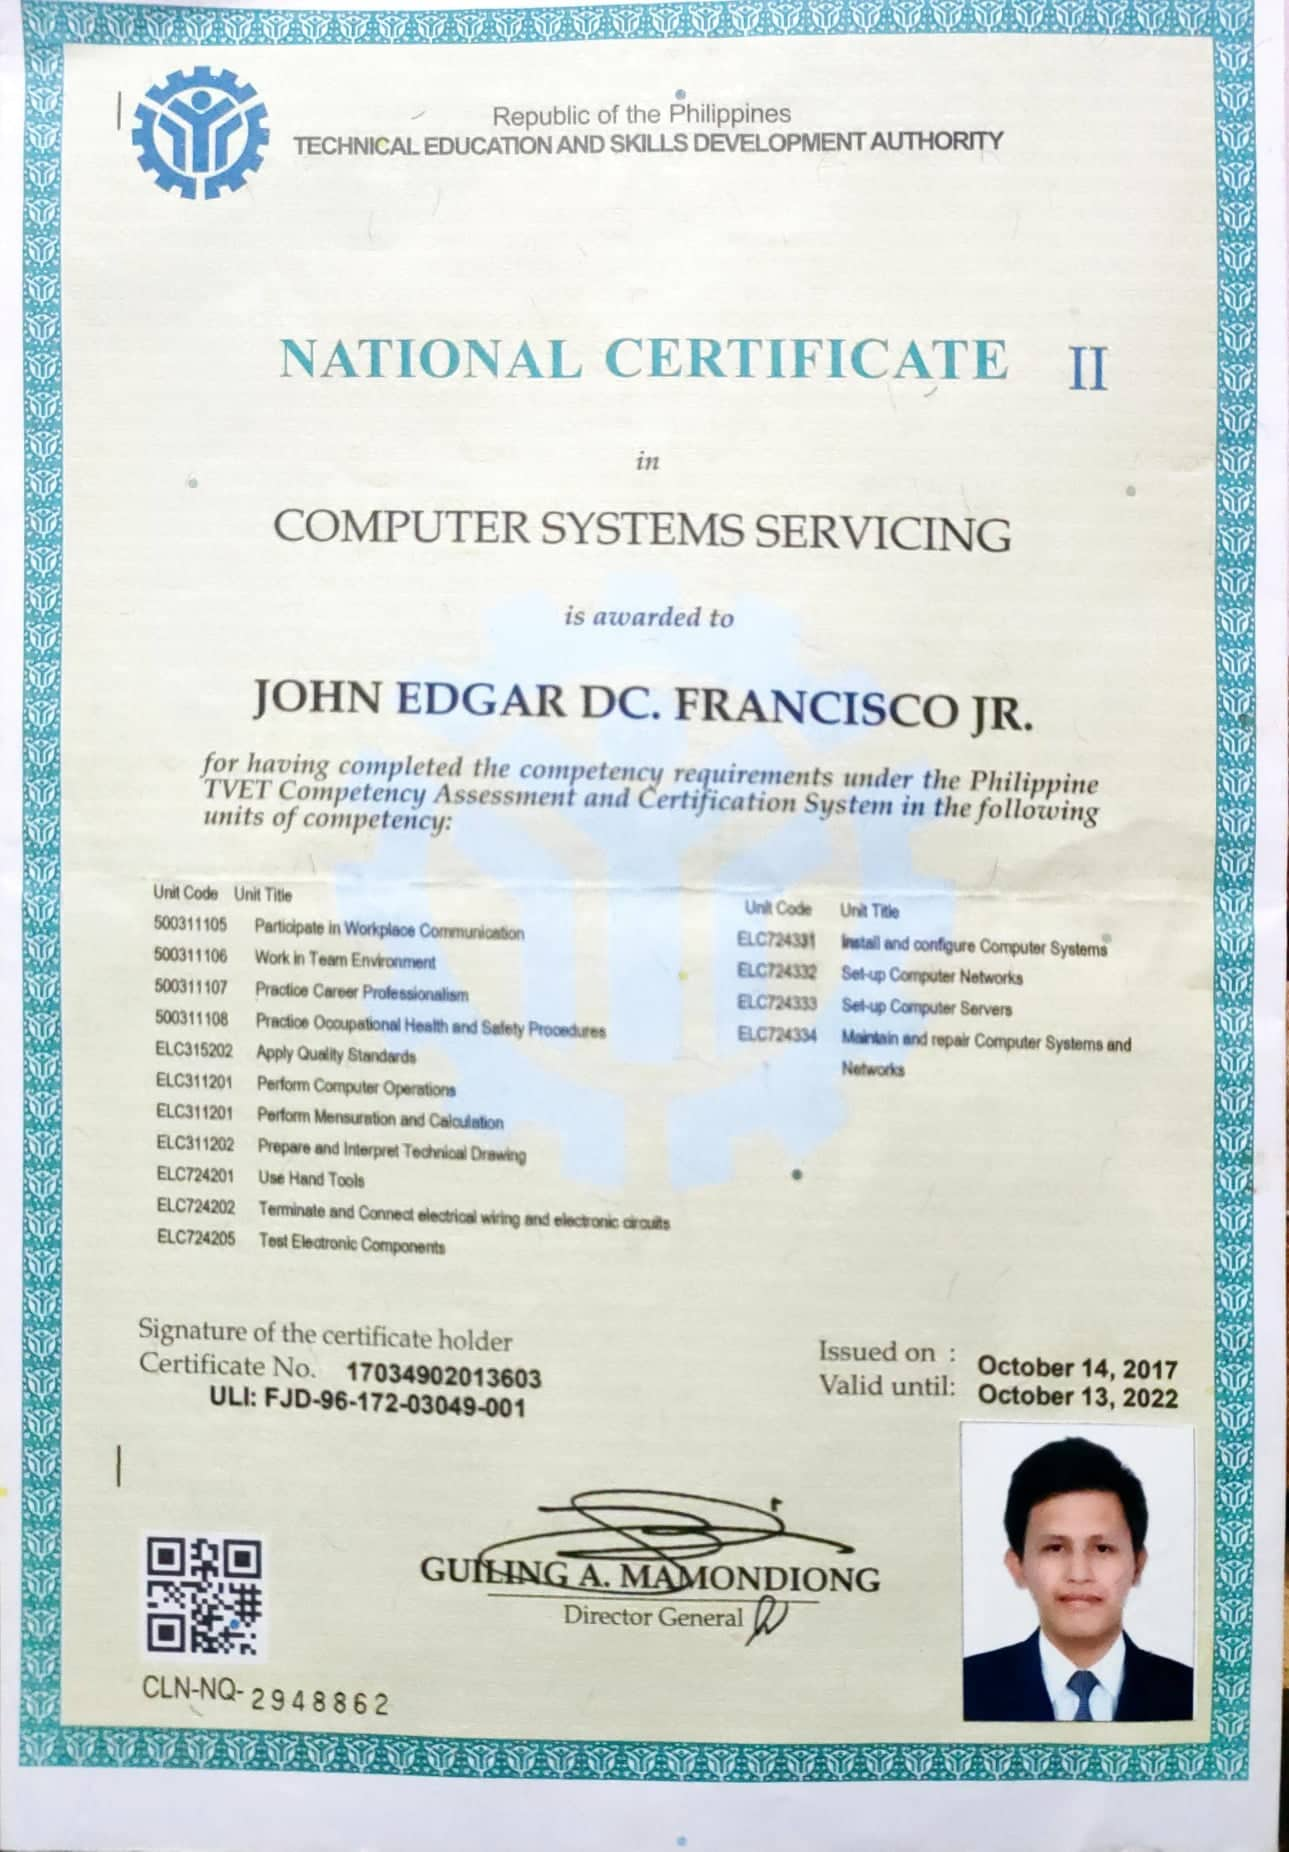 Republic of the Philippines
TECHNICAL EDUCATION AND SKILLS DEVELOPMENT AUTHORITY
NATIONAL CERTIFICATE II
in
COMPUTER SYSTEMS SERVICING
is awarded to
JOHN EDGAR DC. FRANCISCO JR.
for having completed the competency requirements under the Philippine
TVET Competency Assessment and Certification System in the following
units of competency:
Unit Code Unit Title
500311105 Participate in Workplace Communication
500311106 Work in Team Environment
500311107 Practice Career Professionalism
500311108 Practice Occupational Health and Safety Procedures
ELC315202 Apply Quality Standards
ELC311201 Perform Computer Operations
ELC311201 Perform Mensuration and Calculation
ELC311202 Prepare and Interpret Technical Drawing
ELC724201 Use Hand Tools
ELC724202 Terminate and Connect electrical wiring and electronic circuits
ELC724205 Test Electronic Components
Unit Code Unit Title
ELC724331 Install and configure Computer Systems
ELC724332 Set-up Computer Networks
ELC724333 Set-up Computer Servers
ELC724334 Maintain and repair Computer Systems and
Networks
Signature of the certificate holder
Certificate No. 17034902013603
ULI: FJD-96-172-03049-001
Issued on : October 14, 2017
Valid until: October 13, 2022
GUILING A. MAMONDIONG
Director General
CLN-NQ-2948862